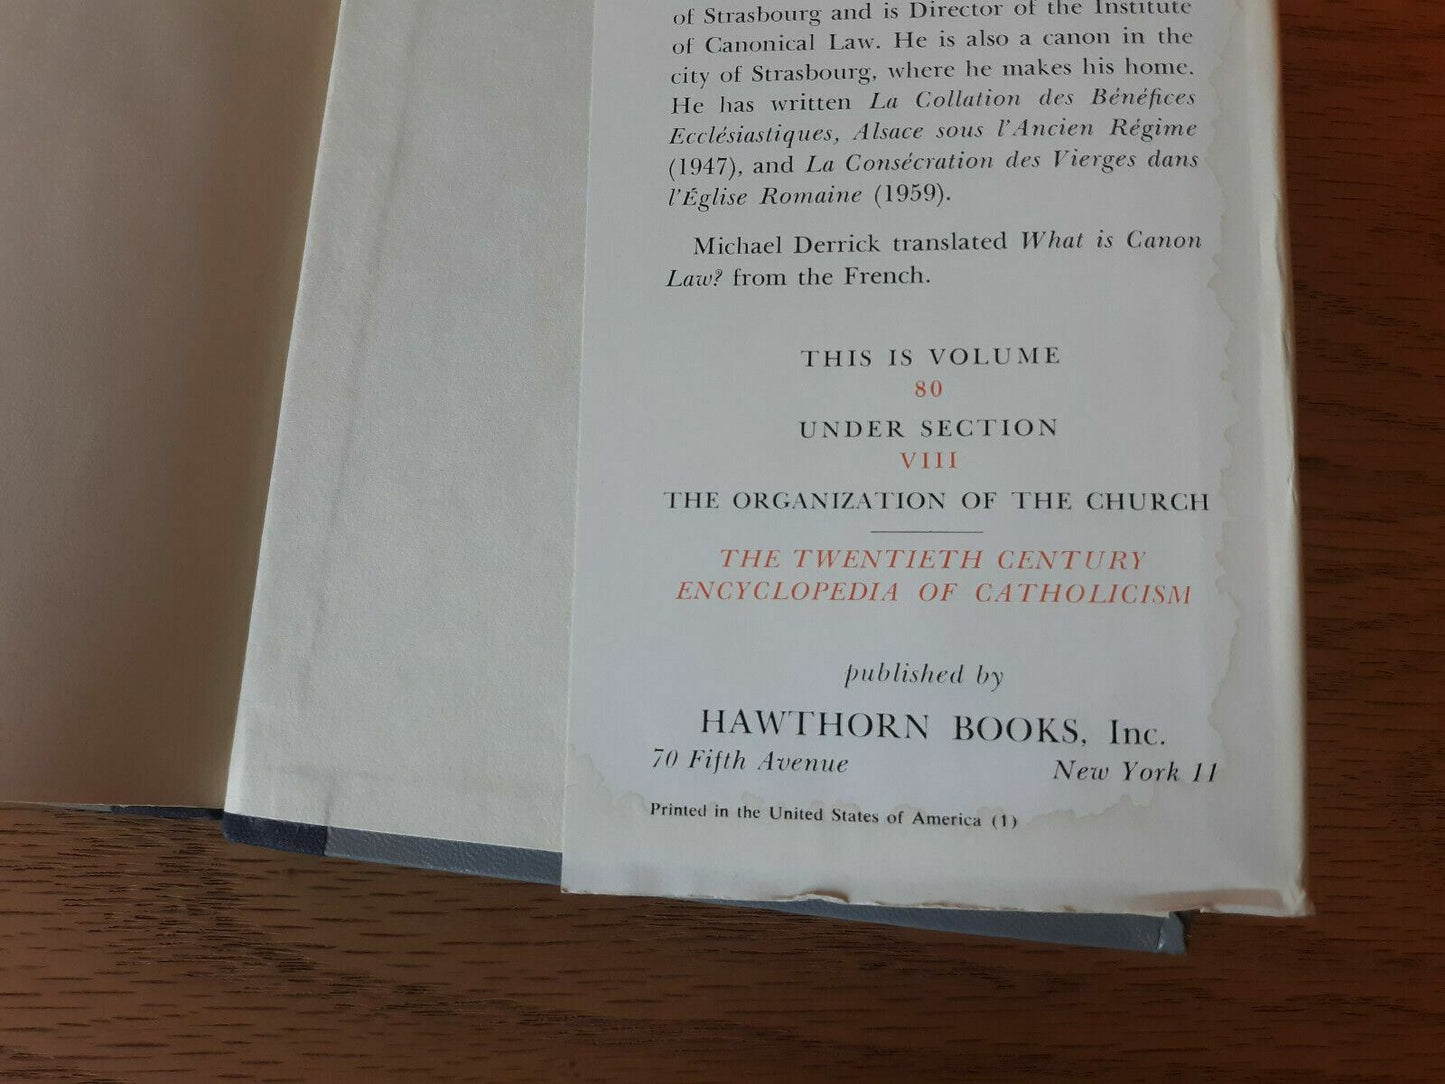 of Strasbourg and is Director of the Institute
of Canonical Law. He is also a canon in the
city of Strasbourg, where he makes his home.
He has written La Collation des Bénéfices
Ecclésiastiques, Alsace sous l'Ancien Régime
(1947), and La Consécration des Vierges dans
l'Église Romaine (1959).
Michael Derrick translated What is Canon
Law? from the French.
THIS IS VOLUME
80
UNDER SECTION
VIII
THE ORGANIZATION OF THE CHURCH
THE TWENTIETH CENTURY
ENCYCLOPEDIA OF CATHOLICISM
published by
HAWTHORN BOOKS, Inc.
70 Fifth Avenue New York 11
Printed in the United States of America (1)